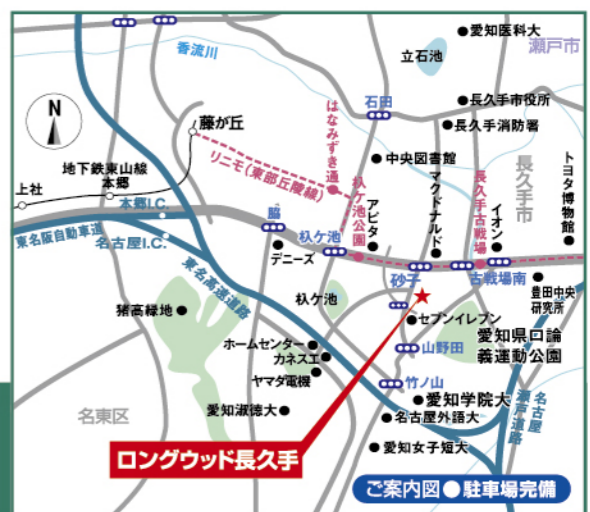 愛知医科大
瀬戸市
香流川
立石池
石田
長久手市役所
長久手消防署
N
藤が丘
はなみずき通
中央図書館
マクドナルド
長久手古戦場
長久手市
トヨタ博物館
リニモ(東部丘陵線)
地下鉄東山線
本郷
上社
本郷I.C.
杁ケ池公園
アピタ
イオン
脇
東名阪自動車道
名古屋I.C.
杁ケ池
デニーズ
砂子
古戦場南
東名高速道路
杁ケ池
豊田中央
研究所
猪高緑地
セブンイレブン
愛知県口論
義運動公園
ホームセンター
カネスエ
山野田
ヤマダ電機
竹ノ山
愛知学院大
名古屋
瀬戸道路
名東区
愛知淑徳大
名古屋外語大
愛知女子短大
ロングウッド長久手
ご案内図●駐車場完備